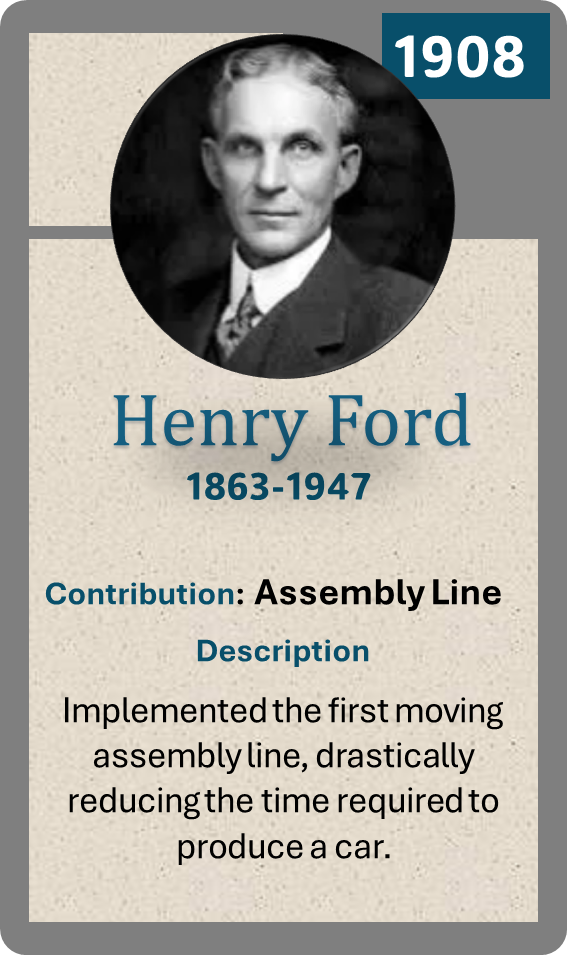 1908
Henry Ford
1863-1947
Contribution: Assembly Line
Description
Implemented the first moving
assembly line, drastically
reducing the time required to
produce a car.